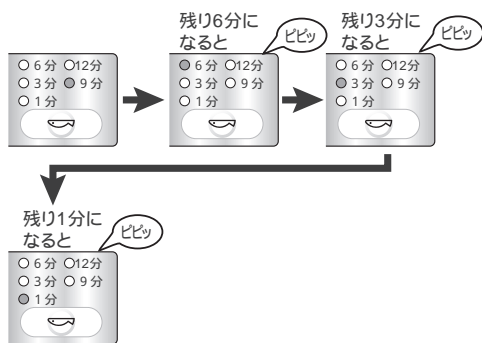 6分 12分
3分 9分
1分
残り6分に
なると
ピピッ
6分 12分
3分 9分
1分
残り3分に
なると
ピピッ
6分 12分
3分 9分
1分
残り1分に
なると
ピピッ
6分 12分
3分 9分
1分